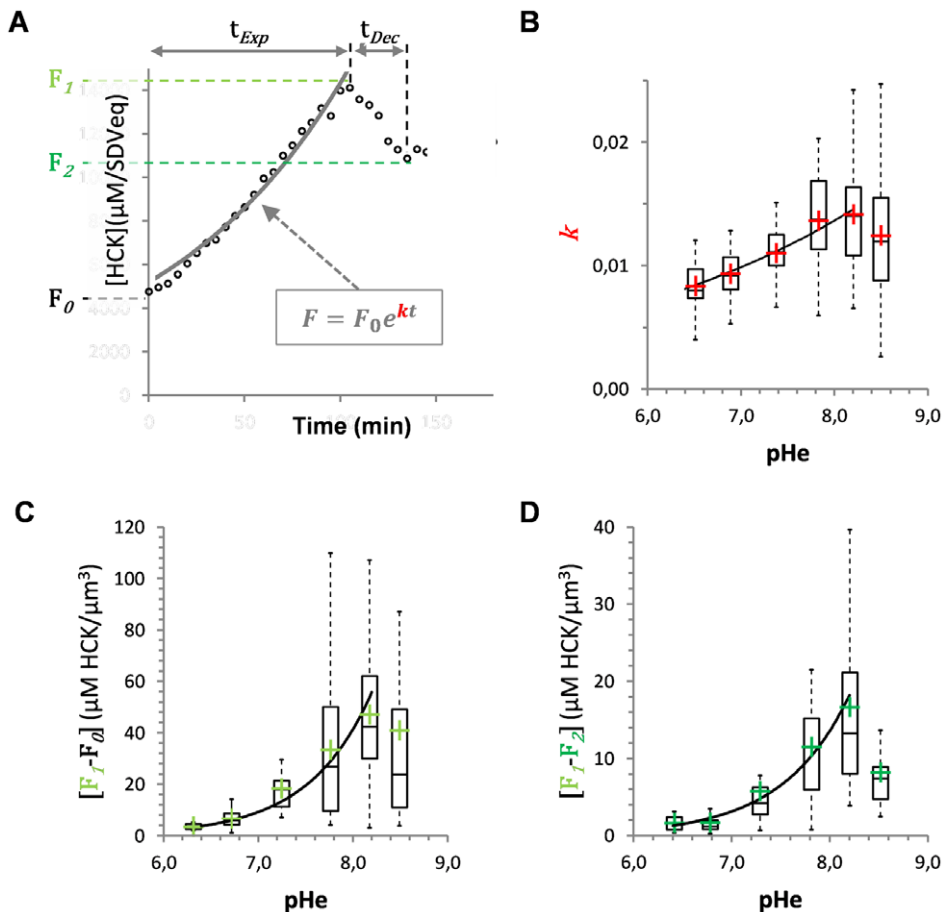 A
t_Exp t_Dec
F_1
F_2
F_0
[HCK](µM/SDVeq)
4000
2000
0
F = F_0 e^{kt}
0 50 100 150
Time (min)
B
k
0,02
0,01
0,00
6,0 7,0 8,0 9,0
pHe
C
[F_1-F_0] (µM HCK/µm³)
120
100
80
60
40
20
0
6,0 7,0 8,0 9,0
pHe
D
[F_1-F_2] (µM HCK/µm³)
40
30
20
10
0
6,0 7,0 8,0 9,0
pHe